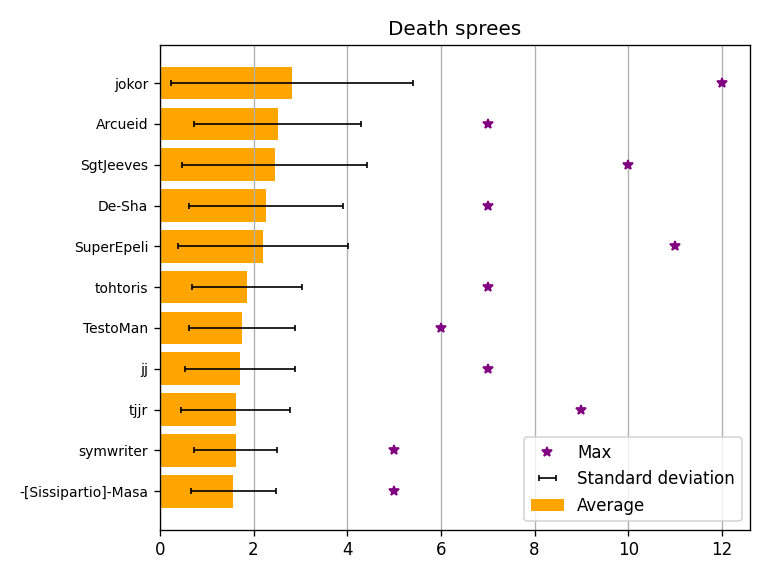 Death sprees
jokor
Arcueid
SgtJeeves
De-Sha
SuperEpeli
tohtoris
TestoMan
jj
tjjr
symwriter
-[Sissipartio]-Masa
Max
Standard deviation
Average
0 2 4 6 8 10 12